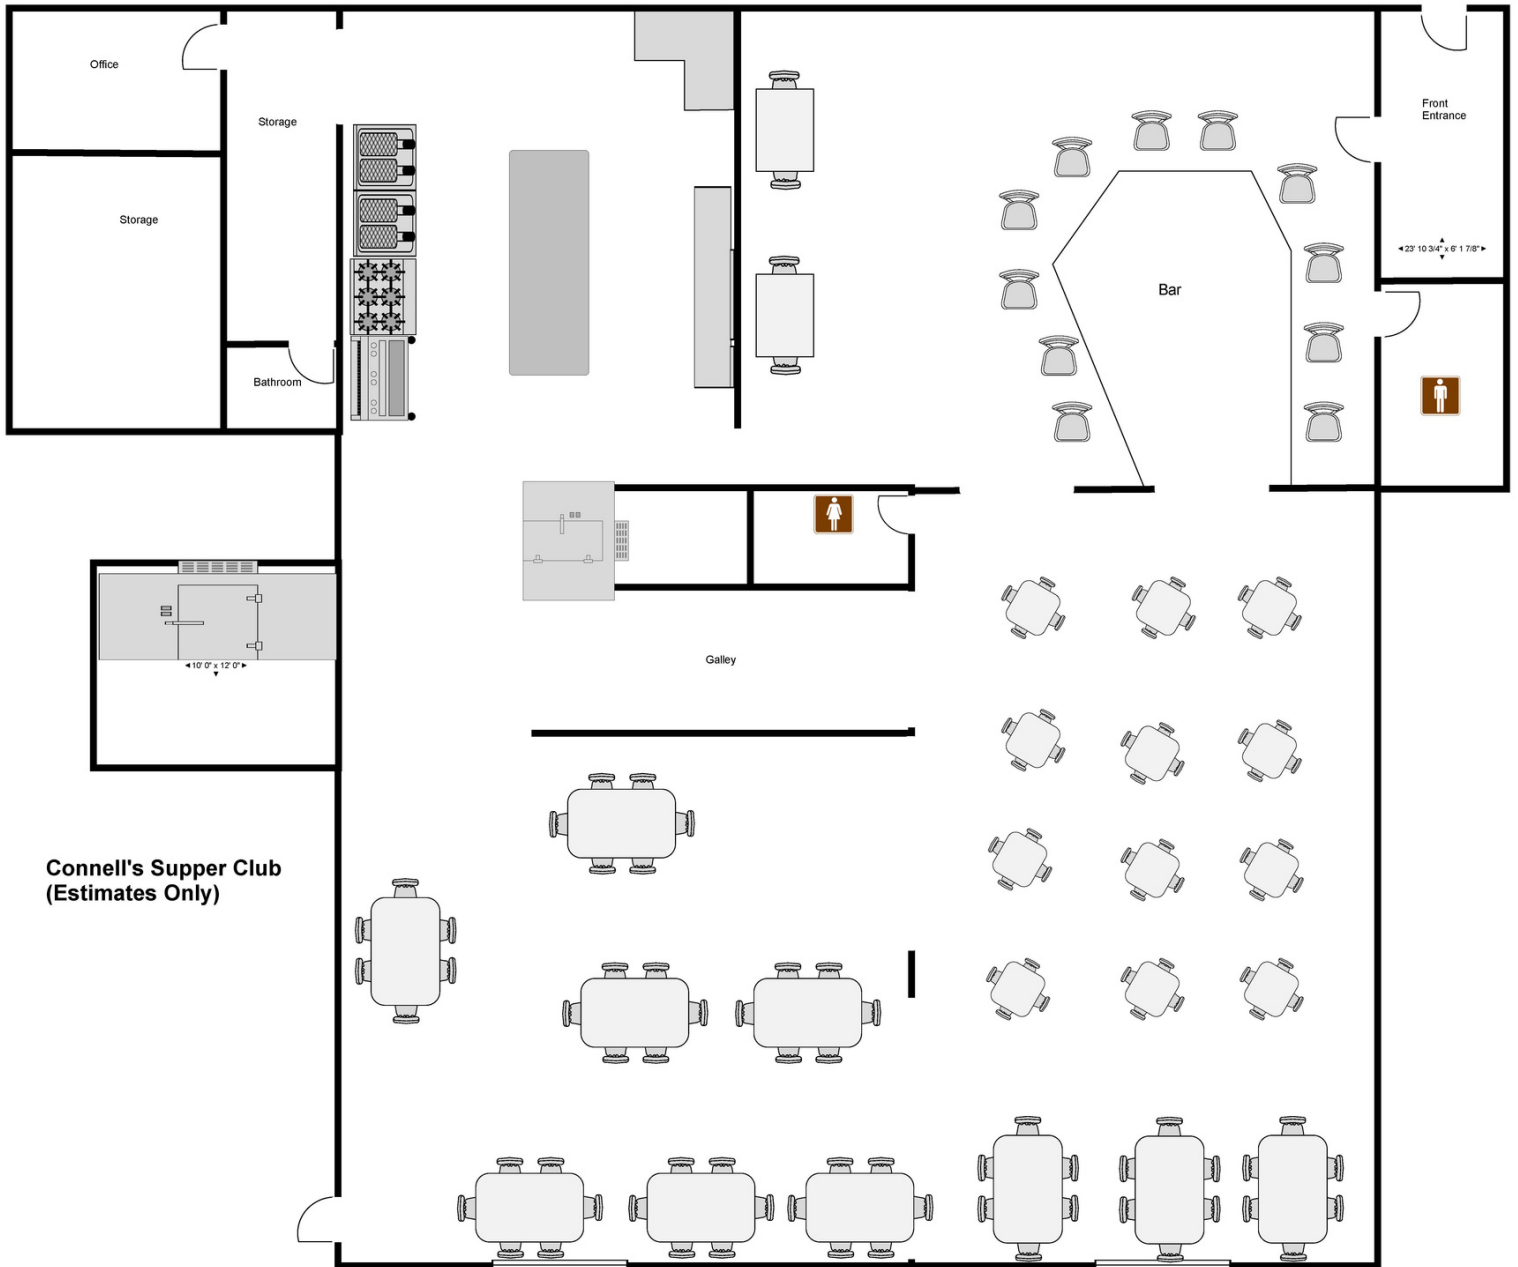 Office
Storage
Front
Entrance
Storage
23' 10 3/4" x 6' 1 7/8"
Bar
Bathroom
Galley
10' 0" x 12' 0"
Connell's Supper Club
(Estimates Only)